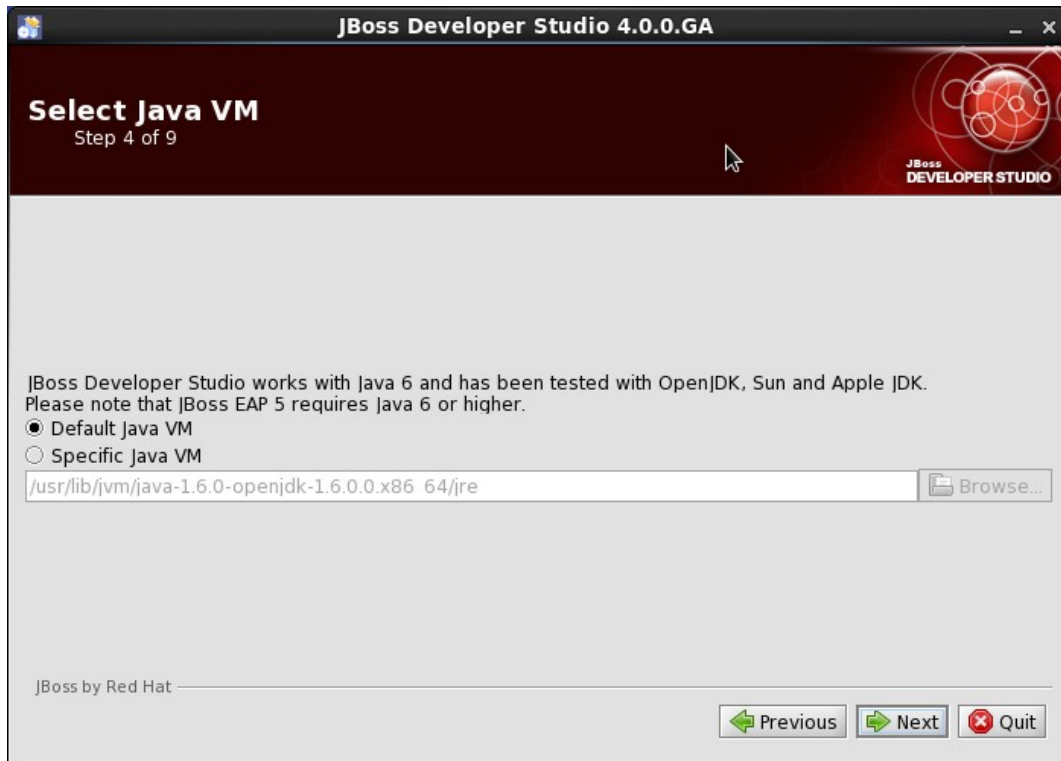 JBoss Developer Studio 4.0.0.GA
Select Java VM
Step 4 of 9
JBoss
DEVELOPER STUDIO
JBoss Developer Studio works with Java 6 and has been tested with OpenJDK, Sun and Apple JDK.
Please note that JBoss EAP 5 requires Java 6 or higher.
Default Java VM
Specific Java VM
/usr/lib/jvm/java-1.6.0-openjdk-1.6.0.0.x86_64/jre
Browse...
JBoss by Red Hat
Previous
Next
Quit